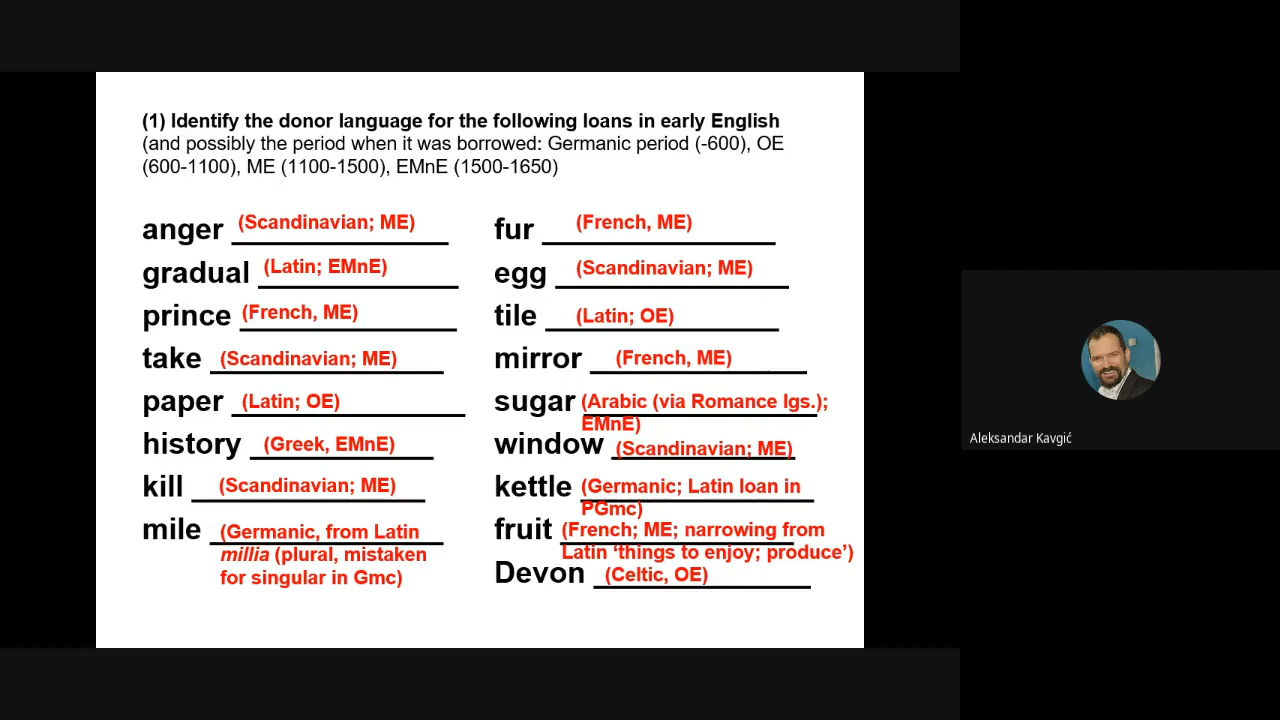 (1) Identify the donor language for the following loans in early English
(and possibly the period when it was borrowed: Germanic period (-600), OE
(600-1100), ME (1100-1500), EMnE (1500-1650)
anger (Scandinavian; ME)
gradual (Latin; EMnE)
prince (French, ME)
take (Scandinavian; ME)
paper (Latin; OE)
history (Greek, EMnE)
kill (Scandinavian; ME)
mile (Germanic, from Latin
millia (plural, mistaken
for singular in Gmc)
fur (French, ME)
egg (Scandinavian; ME)
tile (Latin; OE)
mirror (French, ME)
sugar (Arabic (via Romance lgs.);
EMnE)
window (Scandinavian; ME)
kettle (Germanic; Latin loan in
PGmc)
fruit (French; ME; narrowing from
Latin ‘things to enjoy; produce’)
Devon (Celtic, OE)
Aleksandar Kavgić